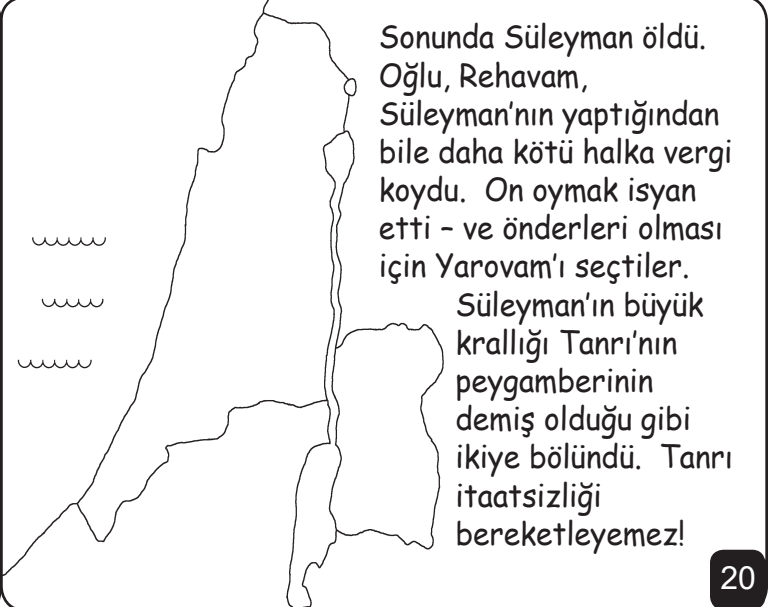 Sonunda Süleyman öldü.
Oğlu, Rehavam,
Süleyman’nın yaptığından
bile daha kötü halka vergi
koydu.  On oymak isyan
etti – ve önderleri olması
için Yarovam’ı seçtiler.
Süleyman’ın büyük
krallığı Tanrı’nın
peygamberinin
demiş olduğu gibi
ikiye bölündü.  Tanrı
itaatsizliği
bereketleyemez!
20